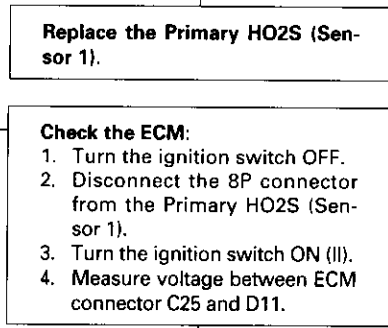 Replace the Primary HO2S (Sen-
sor 1).
Check the ECM:
1. Turn the ignition switch OFF.
2. Disconnect the 8P connector
from the Primary HO2S (Sen-
sor 1).
3. Turn the ignition switch ON (II).
4. Measure voltage between ECM
connector C25 and D11.